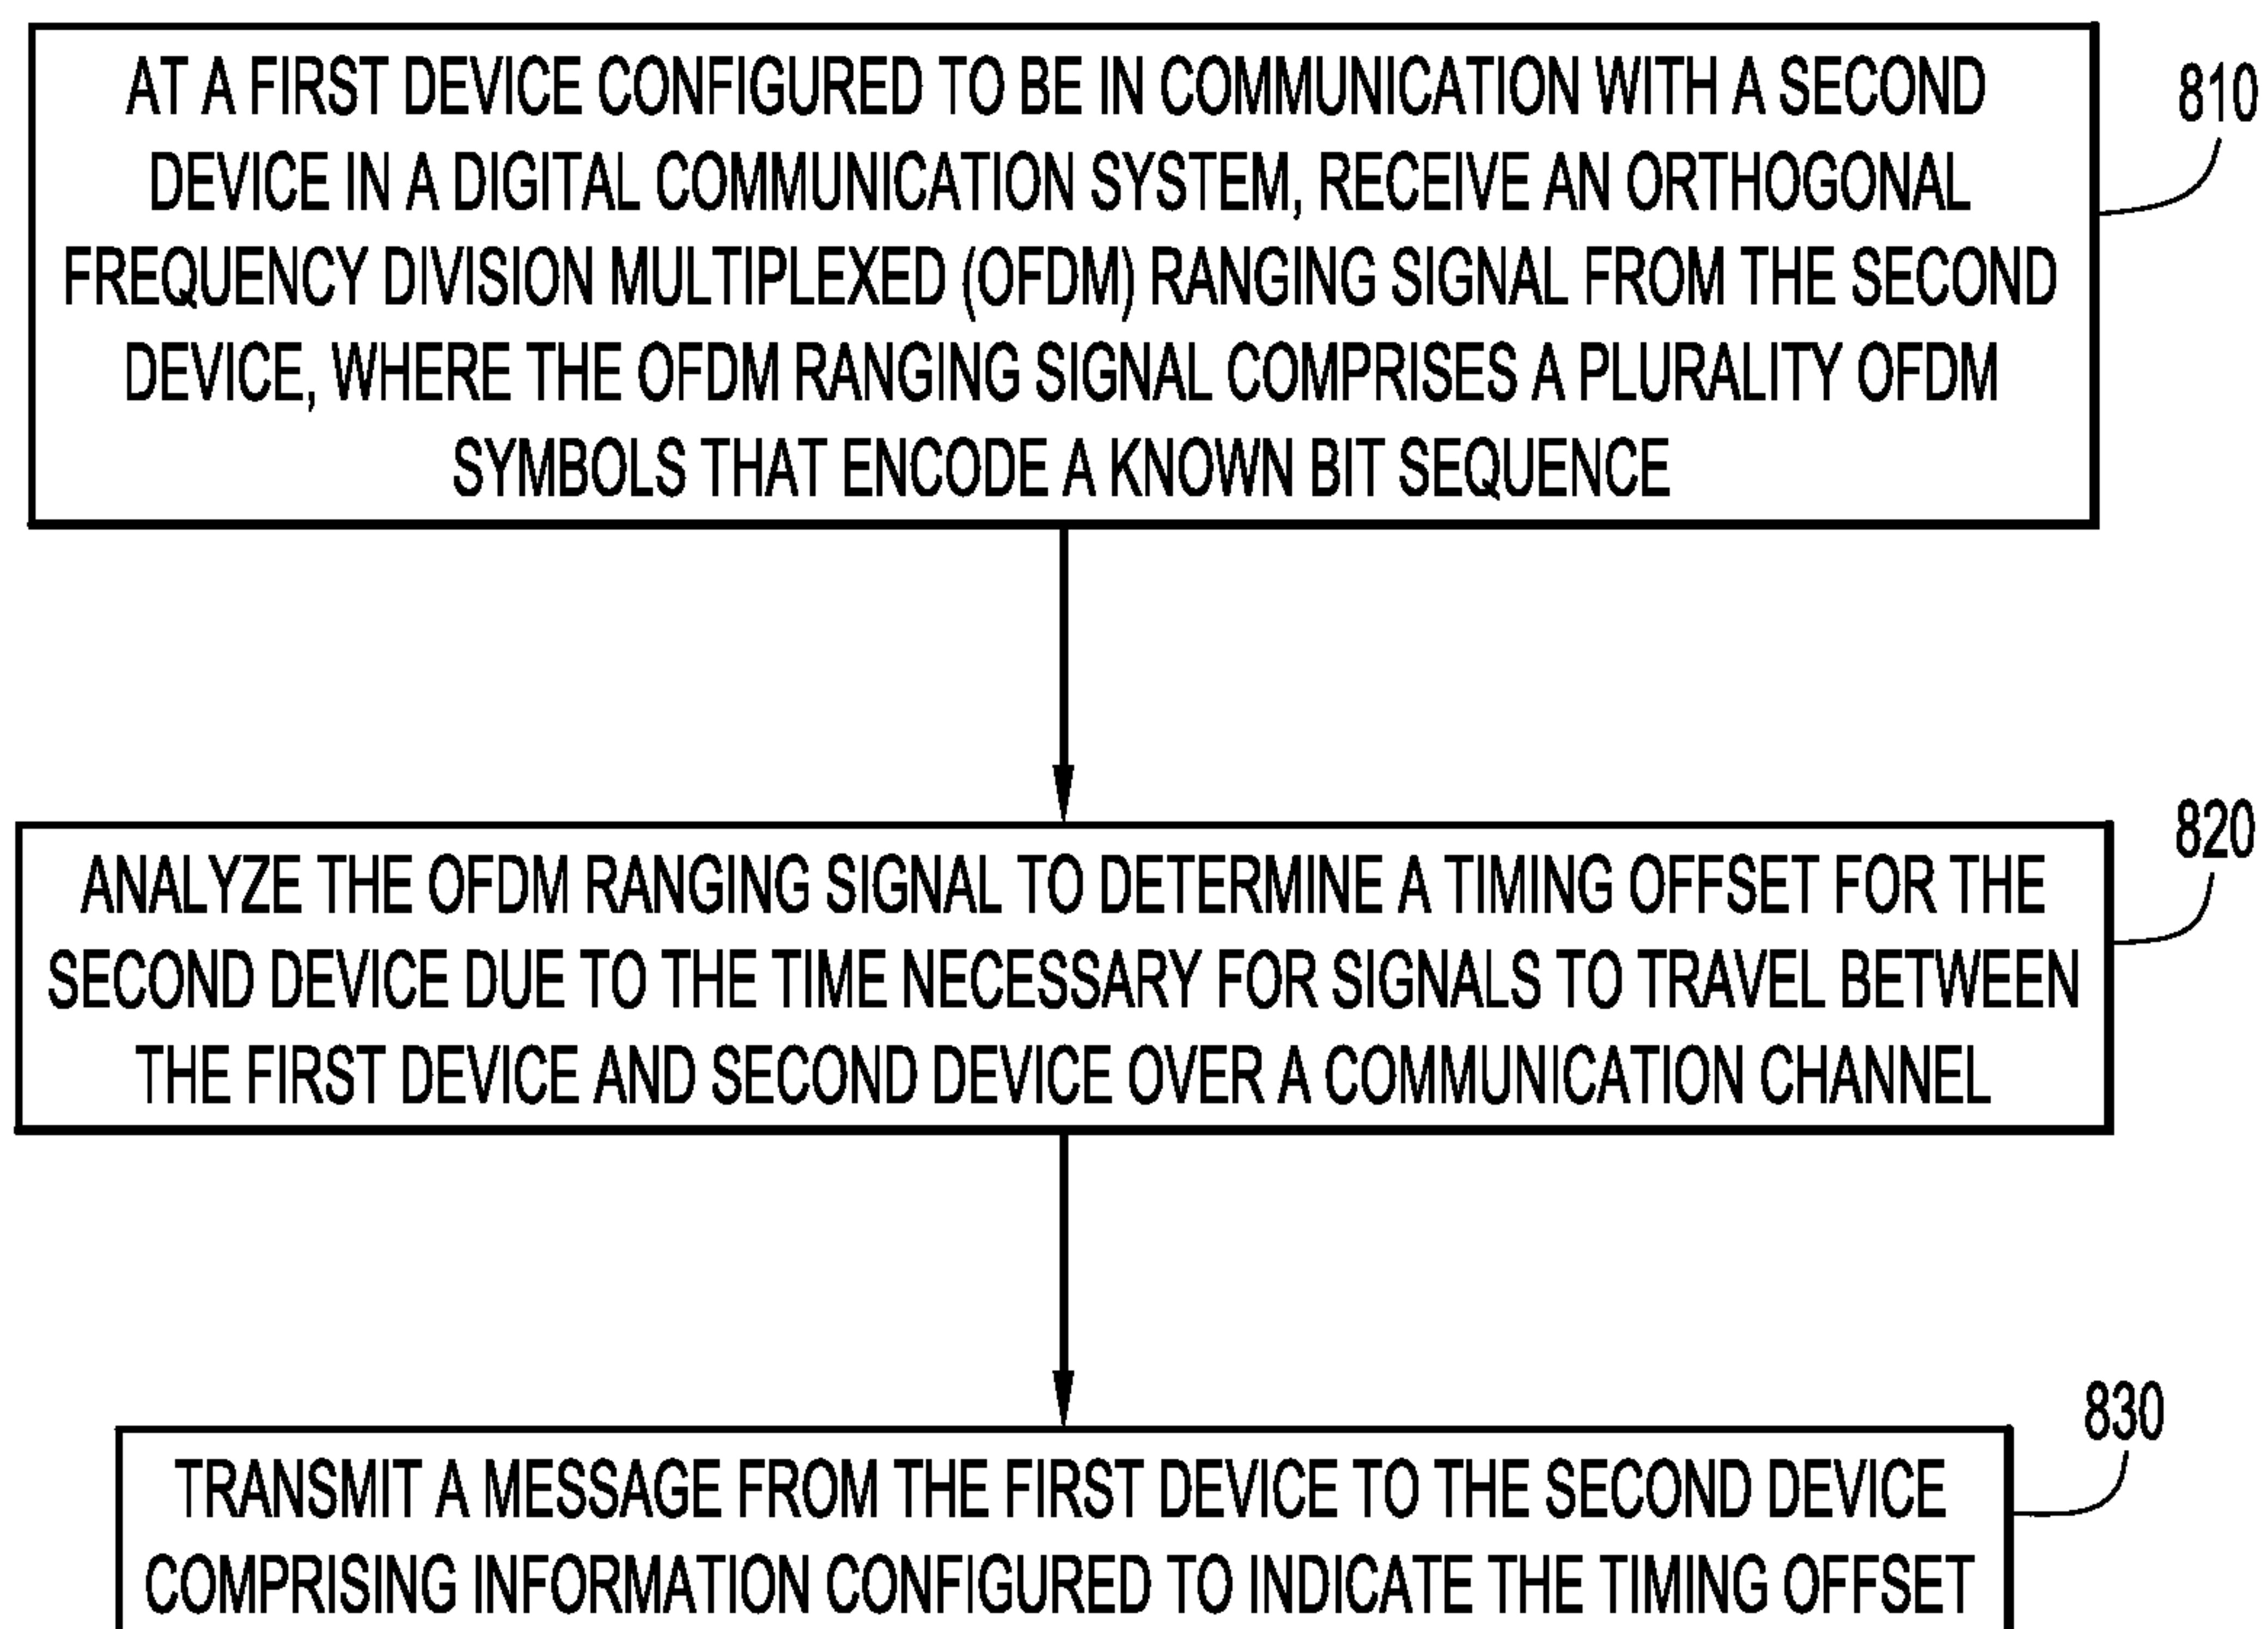 AT A FIRST DEVICE CONFIGURED TO BE IN COMMUNICATION WITH A SECOND
DEVICE IN A DIGITAL COMMUNICATION SYSTEM, RECEIVE AN ORTHOGONAL
FREQUENCY DIVISION MULTIPLEXED (OFDM) RANGING SIGNAL FROM THE SECOND
DEVICE, WHERE THE OFDM RANGING SIGNAL COMPRISES A PLURALITY OFDM
SYMBOLS THAT ENCODE A KNOWN BIT SEQUENCE
810
ANALYZE THE OFDM RANGING SIGNAL TO DETERMINE A TIMING OFFSET FOR THE
SECOND DEVICE DUE TO THE TIME NECESSARY FOR SIGNALS TO TRAVEL BETWEEN
THE FIRST DEVICE AND SECOND DEVICE OVER A COMMUNICATION CHANNEL
820
TRANSMIT A MESSAGE FROM THE FIRST DEVICE TO THE SECOND DEVICE
COMPRISING INFORMATION CONFIGURED TO INDICATE THE TIMING OFFSET
830